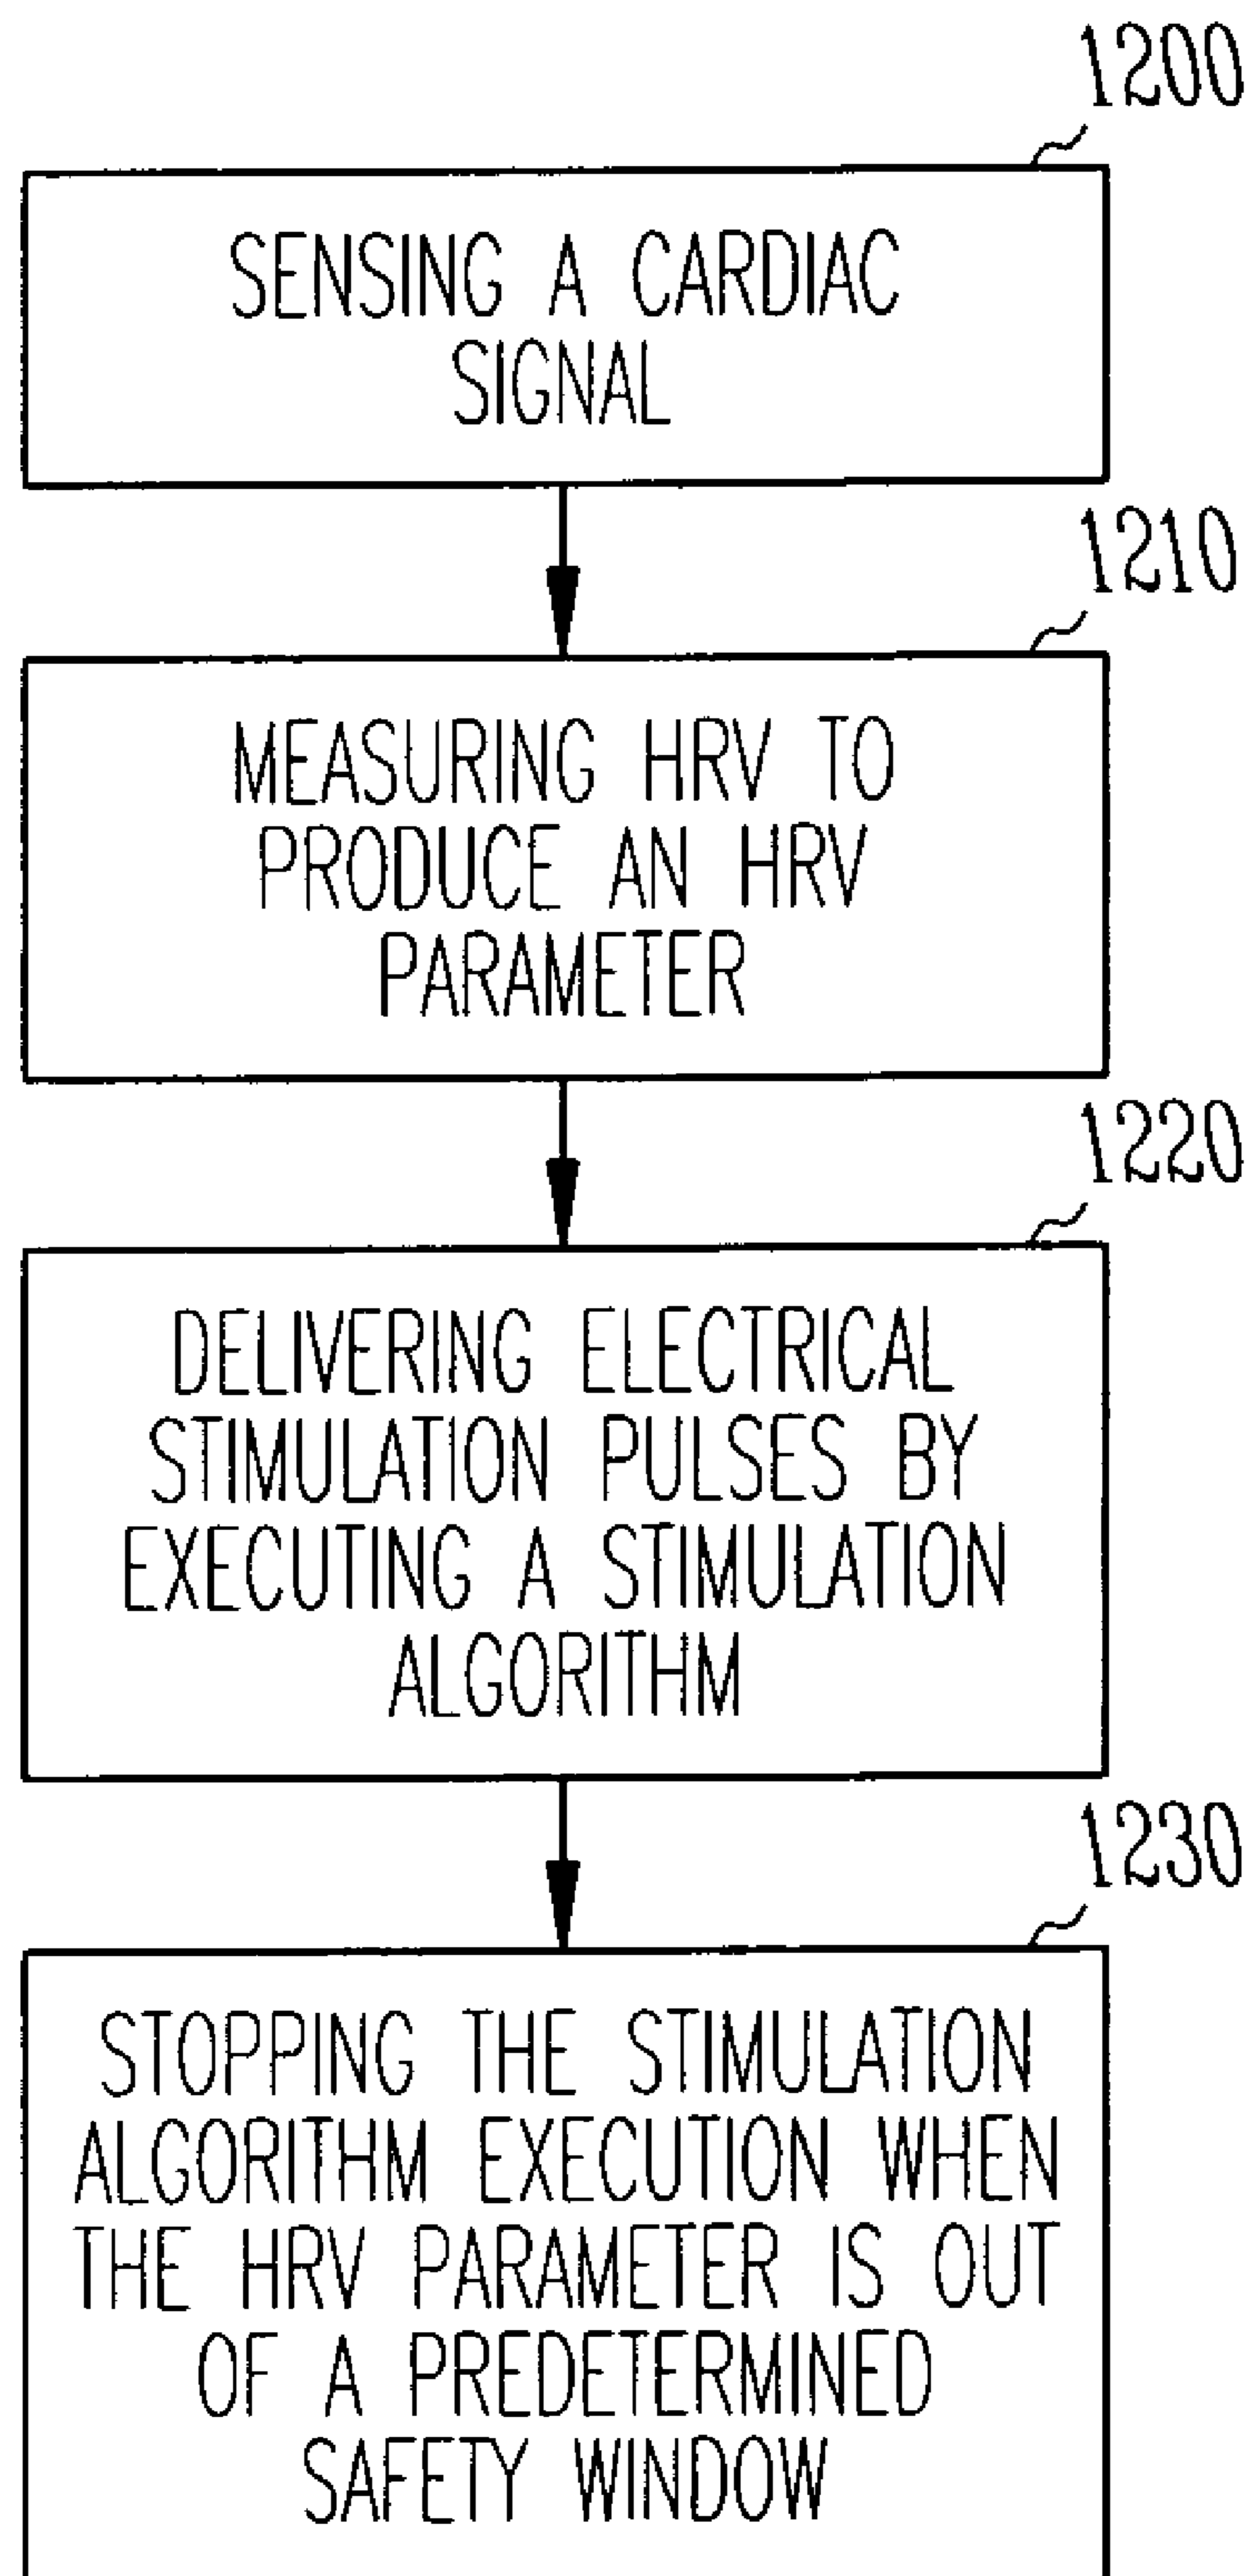 1200
SENSING A CARDIAC
SIGNAL
1210
MEASURING HRV TO
PRODUCE AN HRV
PARAMETER
1220
DELIVERING ELECTRICAL
STIMULATION PULSES BY
EXECUTING A STIMULATION
ALGORITHM
1230
STOPPING THE STIMULATION
ALGORITHM EXECUTION WHEN
THE HRV PARAMETER IS OUT
OF A PREDETERMINED
SAFETY WINDOW